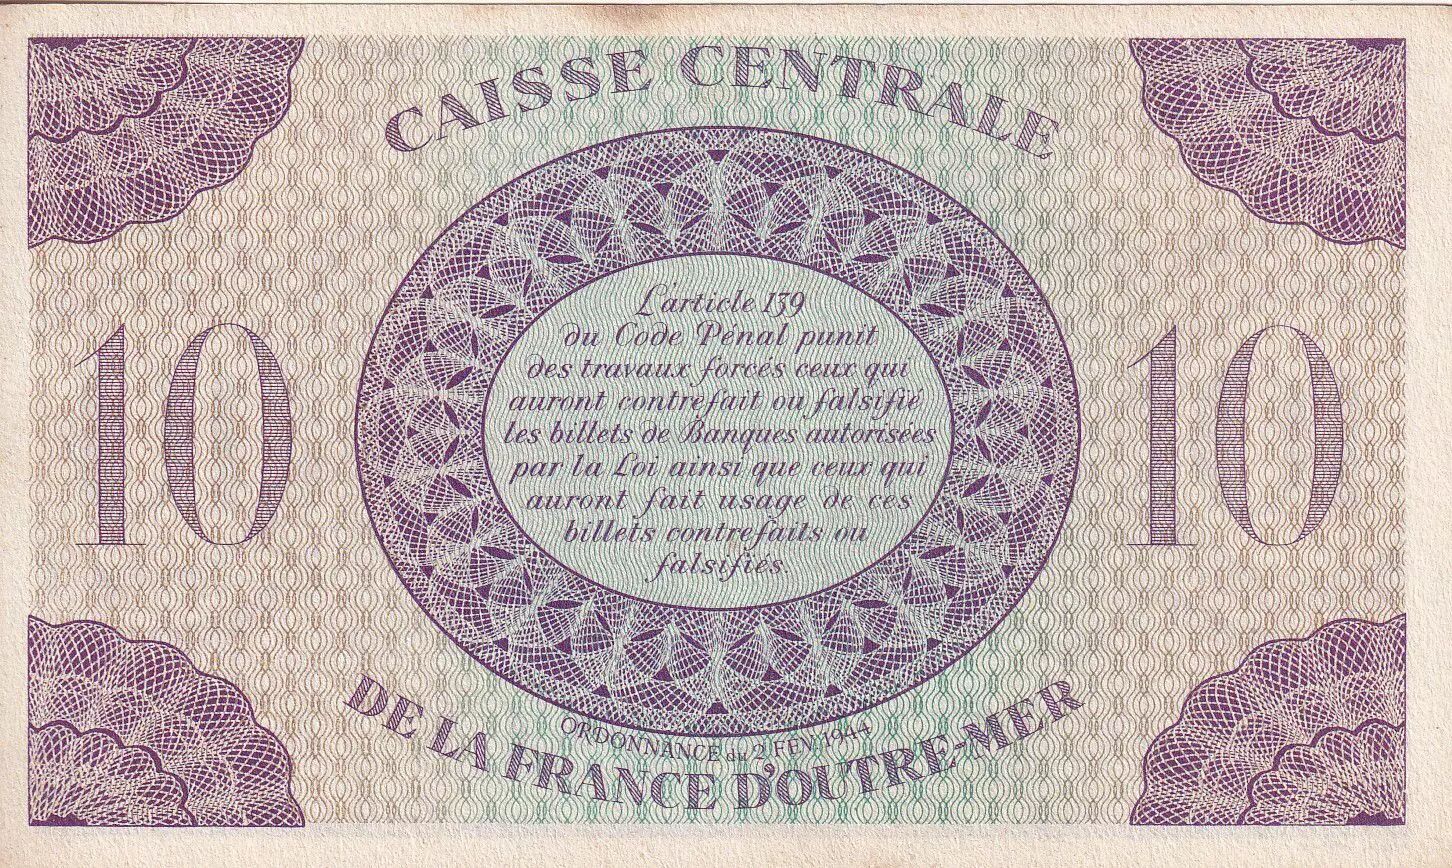 CAISSE CENTRALE
L'article 139
du Code Pénal punit
des travaux forcés ceux qui
auront contrefait ou falsifié
les billets de Banques autorisées
par la Loi ainsi que ceux qui
auront fait usage de ces
billets contrefaits ou
falsifiés.
10
10
ORDONNANCE du 2 FEV. 1944
DE LA FRANCE D'OUTRE-MER